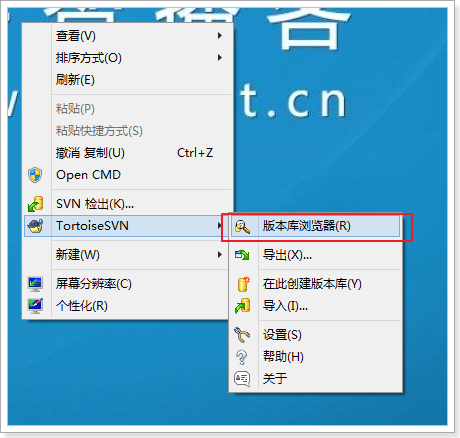 播客
t.cn
查看(V)
排序方式(O)
刷新(E)
粘贴(P)
粘贴快捷方式(S)
撤消 复制(U) Ctrl+Z
Open CMD
SVN 检出(K)...
TortoiseSVN
新建(W)
屏幕分辨率(C)
个性化(R)
版本库浏览器(R)
导出(X)...
在此创建版本库(Y)
导入(I)...
设置(S)
帮助(H)
关于